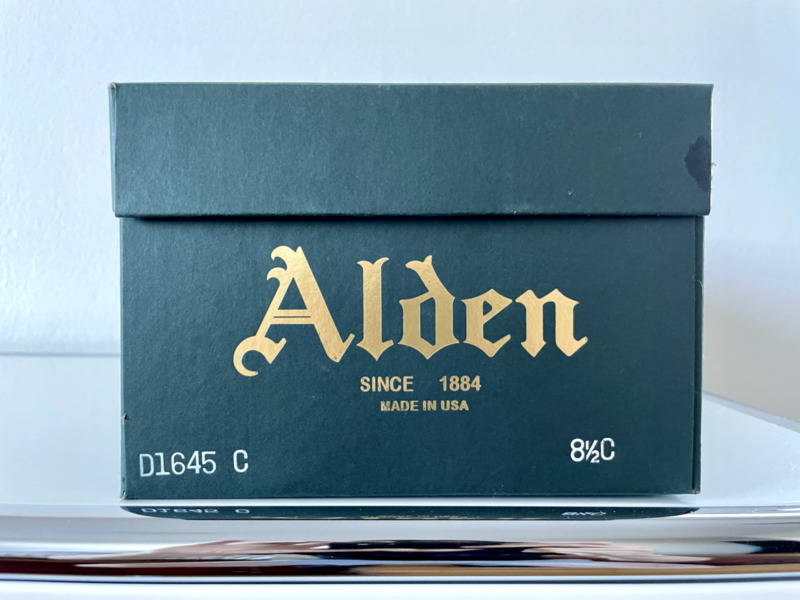 Alden
SINCE 1884
MADE IN USA
D1645 C
8½C